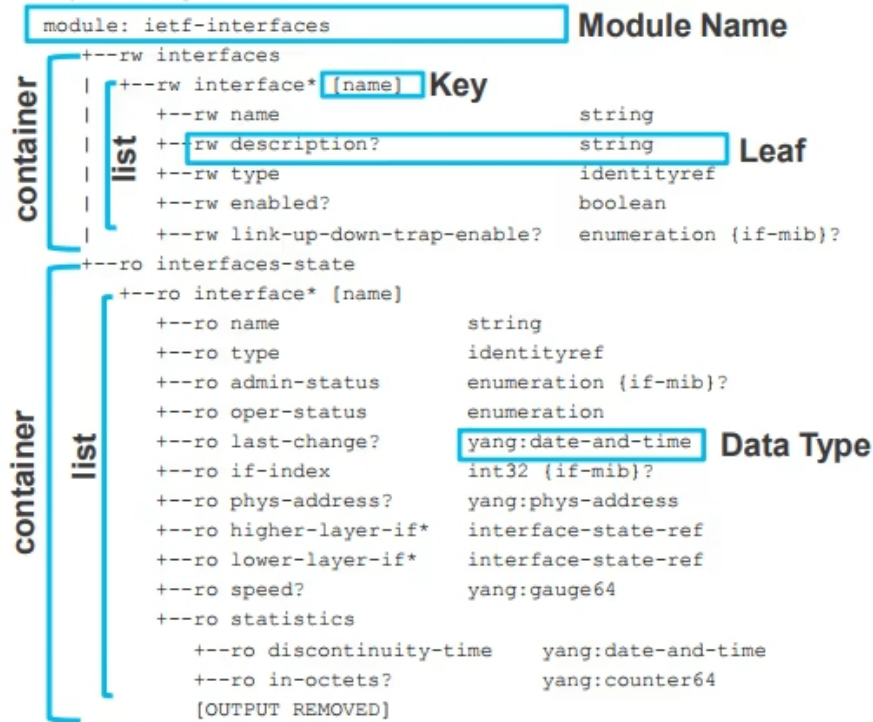 module: ietf-interfaces Module Name
+--rw interfaces
container
| +--rw interface* [name] Key
list
| +--rw name string
| +--rw description? string Leaf
| +--rw type identityref
| +--rw enabled? boolean
| +--rw link-up-down-trap-enable? enumeration {if-mib}?
+--ro interfaces-state
container
+--ro interface* [name]
list
+--ro name string
+--ro type identityref
+--ro admin-status enumeration {if-mib}?
+--ro oper-status enumeration
+--ro last-change? yang:date-and-time Data Type
+--ro if-index int32 {if-mib}?
+--ro phys-address? yang:phys-address
+--ro higher-layer-if* interface-state-ref
+--ro lower-layer-if* interface-state-ref
+--ro speed? yang:gauge64
+--ro statistics
+--ro discontinuity-time yang:date-and-time
+--ro in-octets? yang:counter64
[OUTPUT REMOVED]